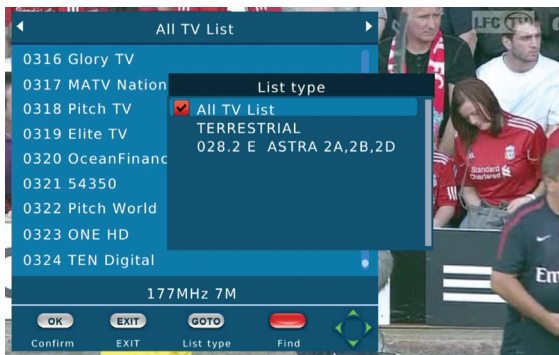 All TV List
LFC TV
0316 Glory TV
0317 MATV Nation
0318 Pitch TV
0319 Elite TV
0320 OceanFinanc
0321 54350
0322 Pitch World
0323 ONE HD
0324 TEN Digital
List type
All TV List
TERRESTRIAL
028.2 E ASTRA 2A,2B,2D
Standard
Chartered
177MHz 7M
OK
EXIT
GOTO
Confirm
EXIT
List type
Find
Em